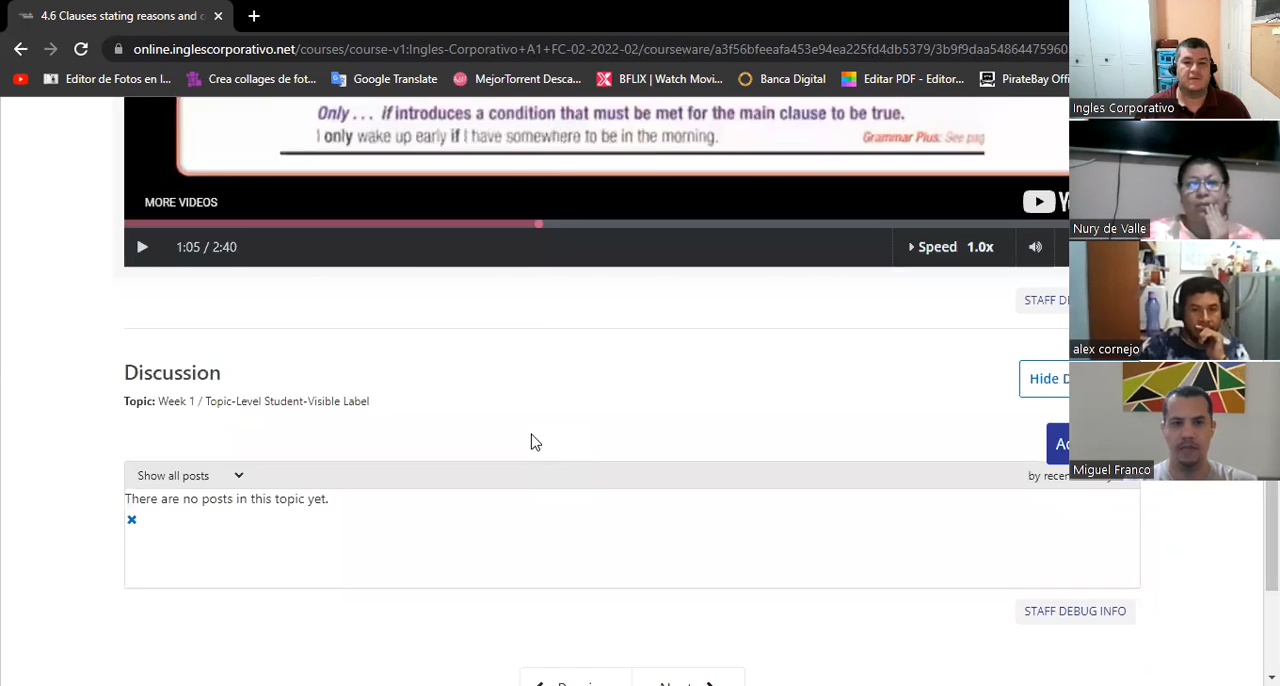 4.6 Clauses stating reasons and
online.inglescorporativo.net/courses/course-v1:Ingles-Corporativo+A1+FC-02-2022-02/courseware/a3f56bfeeafa453e94ea225fd4db5379/3b9f9daa54864475960
Editor de Fotos en l... Crea collages de fot... Google Translate MejorTorrent Desca... BFLIX | Watch Movi... Banca Digital Editar PDF - Editor... PirateBay Offi
Only . . . if introduces a condition that must be met for the main clause to be true.
I only wake up early if I have somewhere to be in the morning.
Grammar Plus: See pag
MORE VIDEOS
1:05 / 2:40
Speed 1.0x
STAFF DE
Discussion
Hide D
Topic: Week 1 / Topic-Level Student-Visible Label
Show all posts
by recen
There are no posts in this topic yet.
STAFF DEBUG INFO
Ingles Corporativo
Nury de Valle
alex cornejo
Miguel Franco